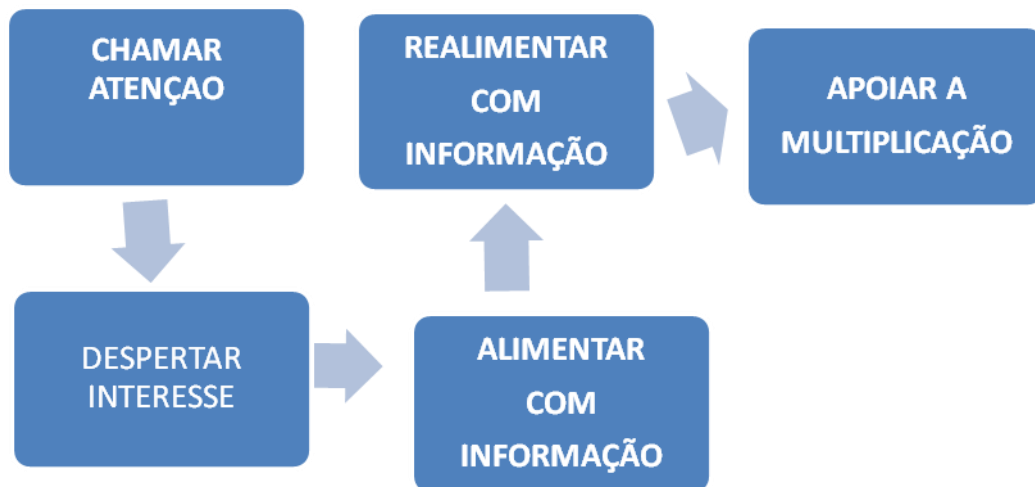 CHAMAR
ATENÇAO
DESPERTAR
INTERESSE
ALIMENTAR
COM
INFORMAÇÃO
REALIMENTAR
COM
INFORMAÇÃO
APOIAR A
MULTIPLICAÇÃO